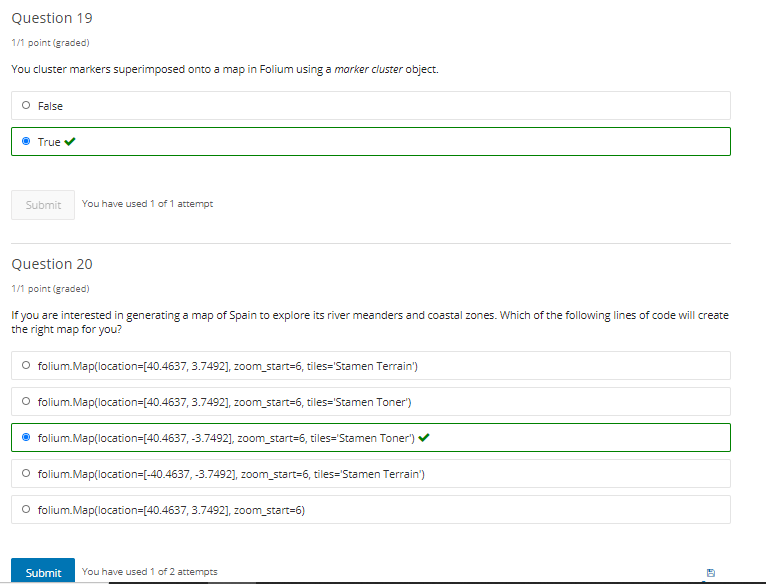 Question 19
1/1 point (graded)
You cluster markers superimposed onto a map in Folium using a marker cluster object.
False
True
Submit You have used 1 of 1 attempt
Question 20
1/1 point (graded)
If you are interested in generating a map of Spain to explore its river meanders and coastal zones. Which of the following lines of code will create
the right map for you?
folium.Map(location=[40.4637, 3.7492], zoom_start=6, tiles='Stamen Terrain')
folium.Map(location=[40.4637, 3.7492], zoom_start=6, tiles='Stamen Toner')
folium.Map(location=[40.4637, -3.7492], zoom_start=6, tiles='Stamen Toner')
folium.Map(location=[-40.4637, -3.7492], zoom_start=6, tiles='Stamen Terrain')
folium.Map(location=[40.4637, 3.7492], zoom_start=6)
Submit You have used 1 of 2 attempts